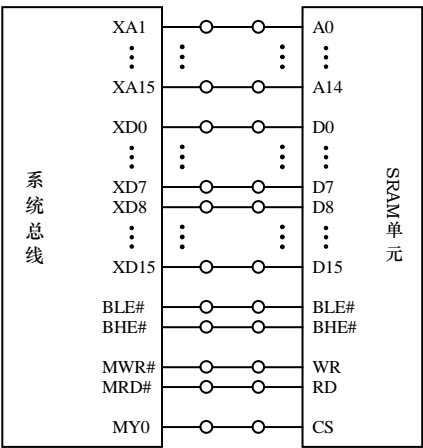 XA1 A0
XA15 A14
XD0 D0
XD7 D7
XD8 D8
XD15 D15
BLE# BLE#
BHE# BHE#
MWR# WR
MRD# RD
MY0 CS
系统总线
SRAM单元